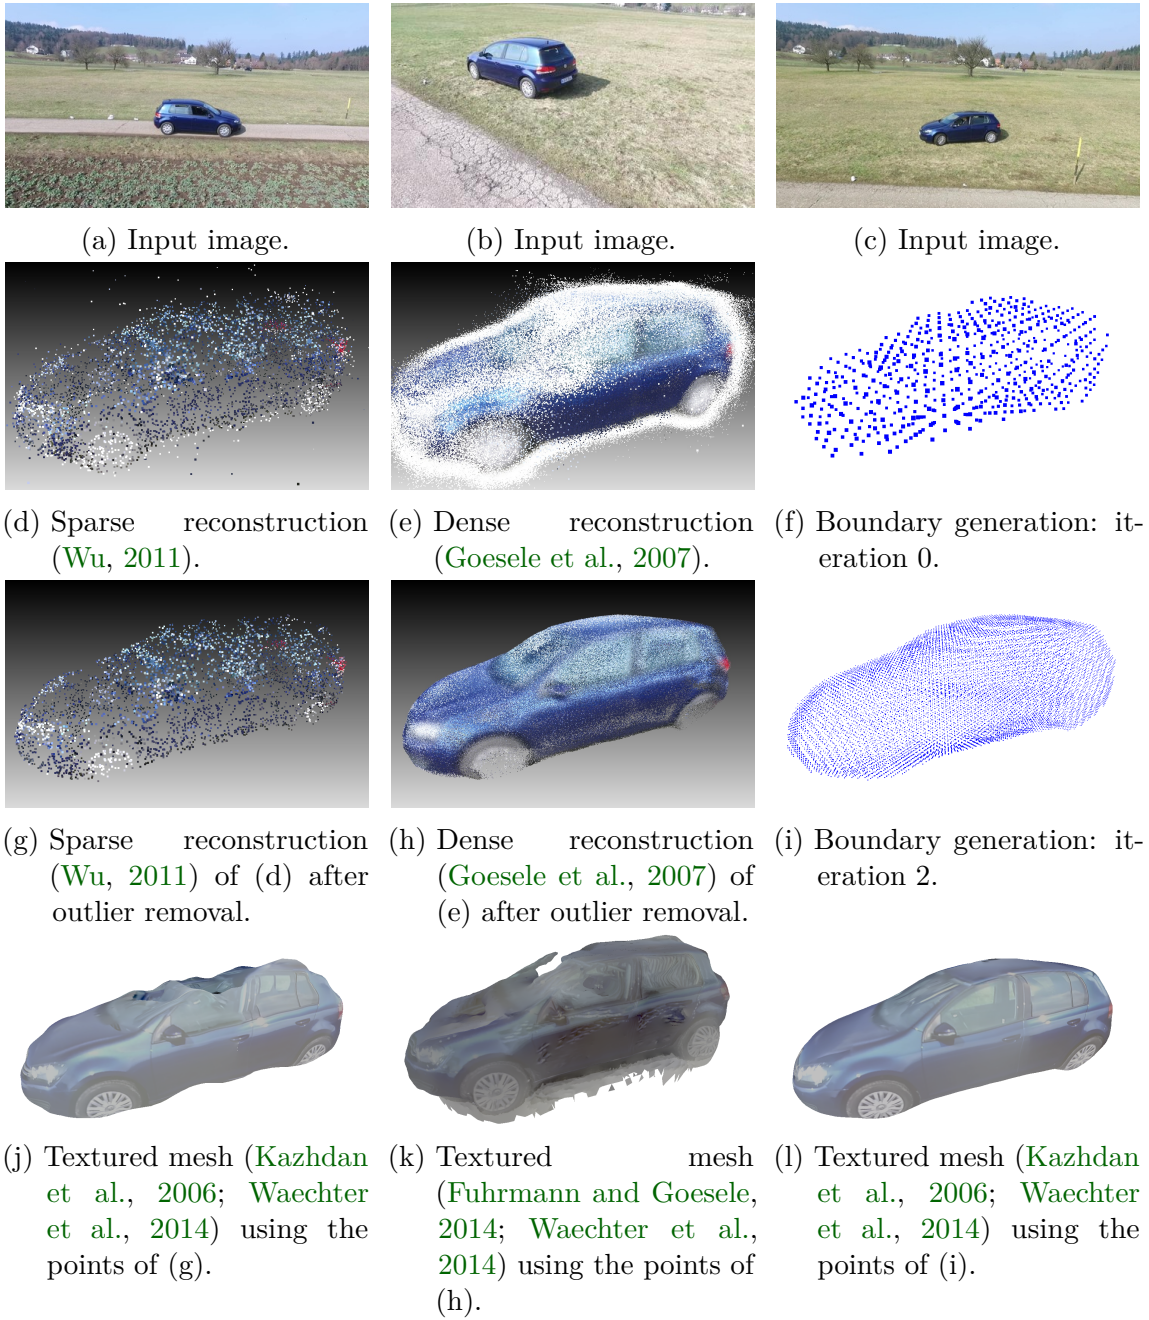 (a) Input image.
(b) Input image.
(c) Input image.
(d) Sparse reconstruction
(Wu, 2011).
(e) Dense reconstruction
(Goesele et al., 2007).
(f) Boundary generation: it-
eration 0.
(g) Sparse reconstruction
(Wu, 2011) of (d) after
outlier removal.
(h) Dense reconstruction
(Goesele et al., 2007) of
(e) after outlier removal.
(i) Boundary generation: it-
eration 2.
(j) Textured mesh (Kazhdan
et al., 2006; Waechter
et al., 2014) using the
points of (g).
(k) Textured mesh
(Fuhrmann and Goesele,
2014; Waechter et al.,
2014) using the points of
(h).
(l) Textured mesh (Kazhdan
et al., 2006; Waechter
et al., 2014) using the
points of (i).